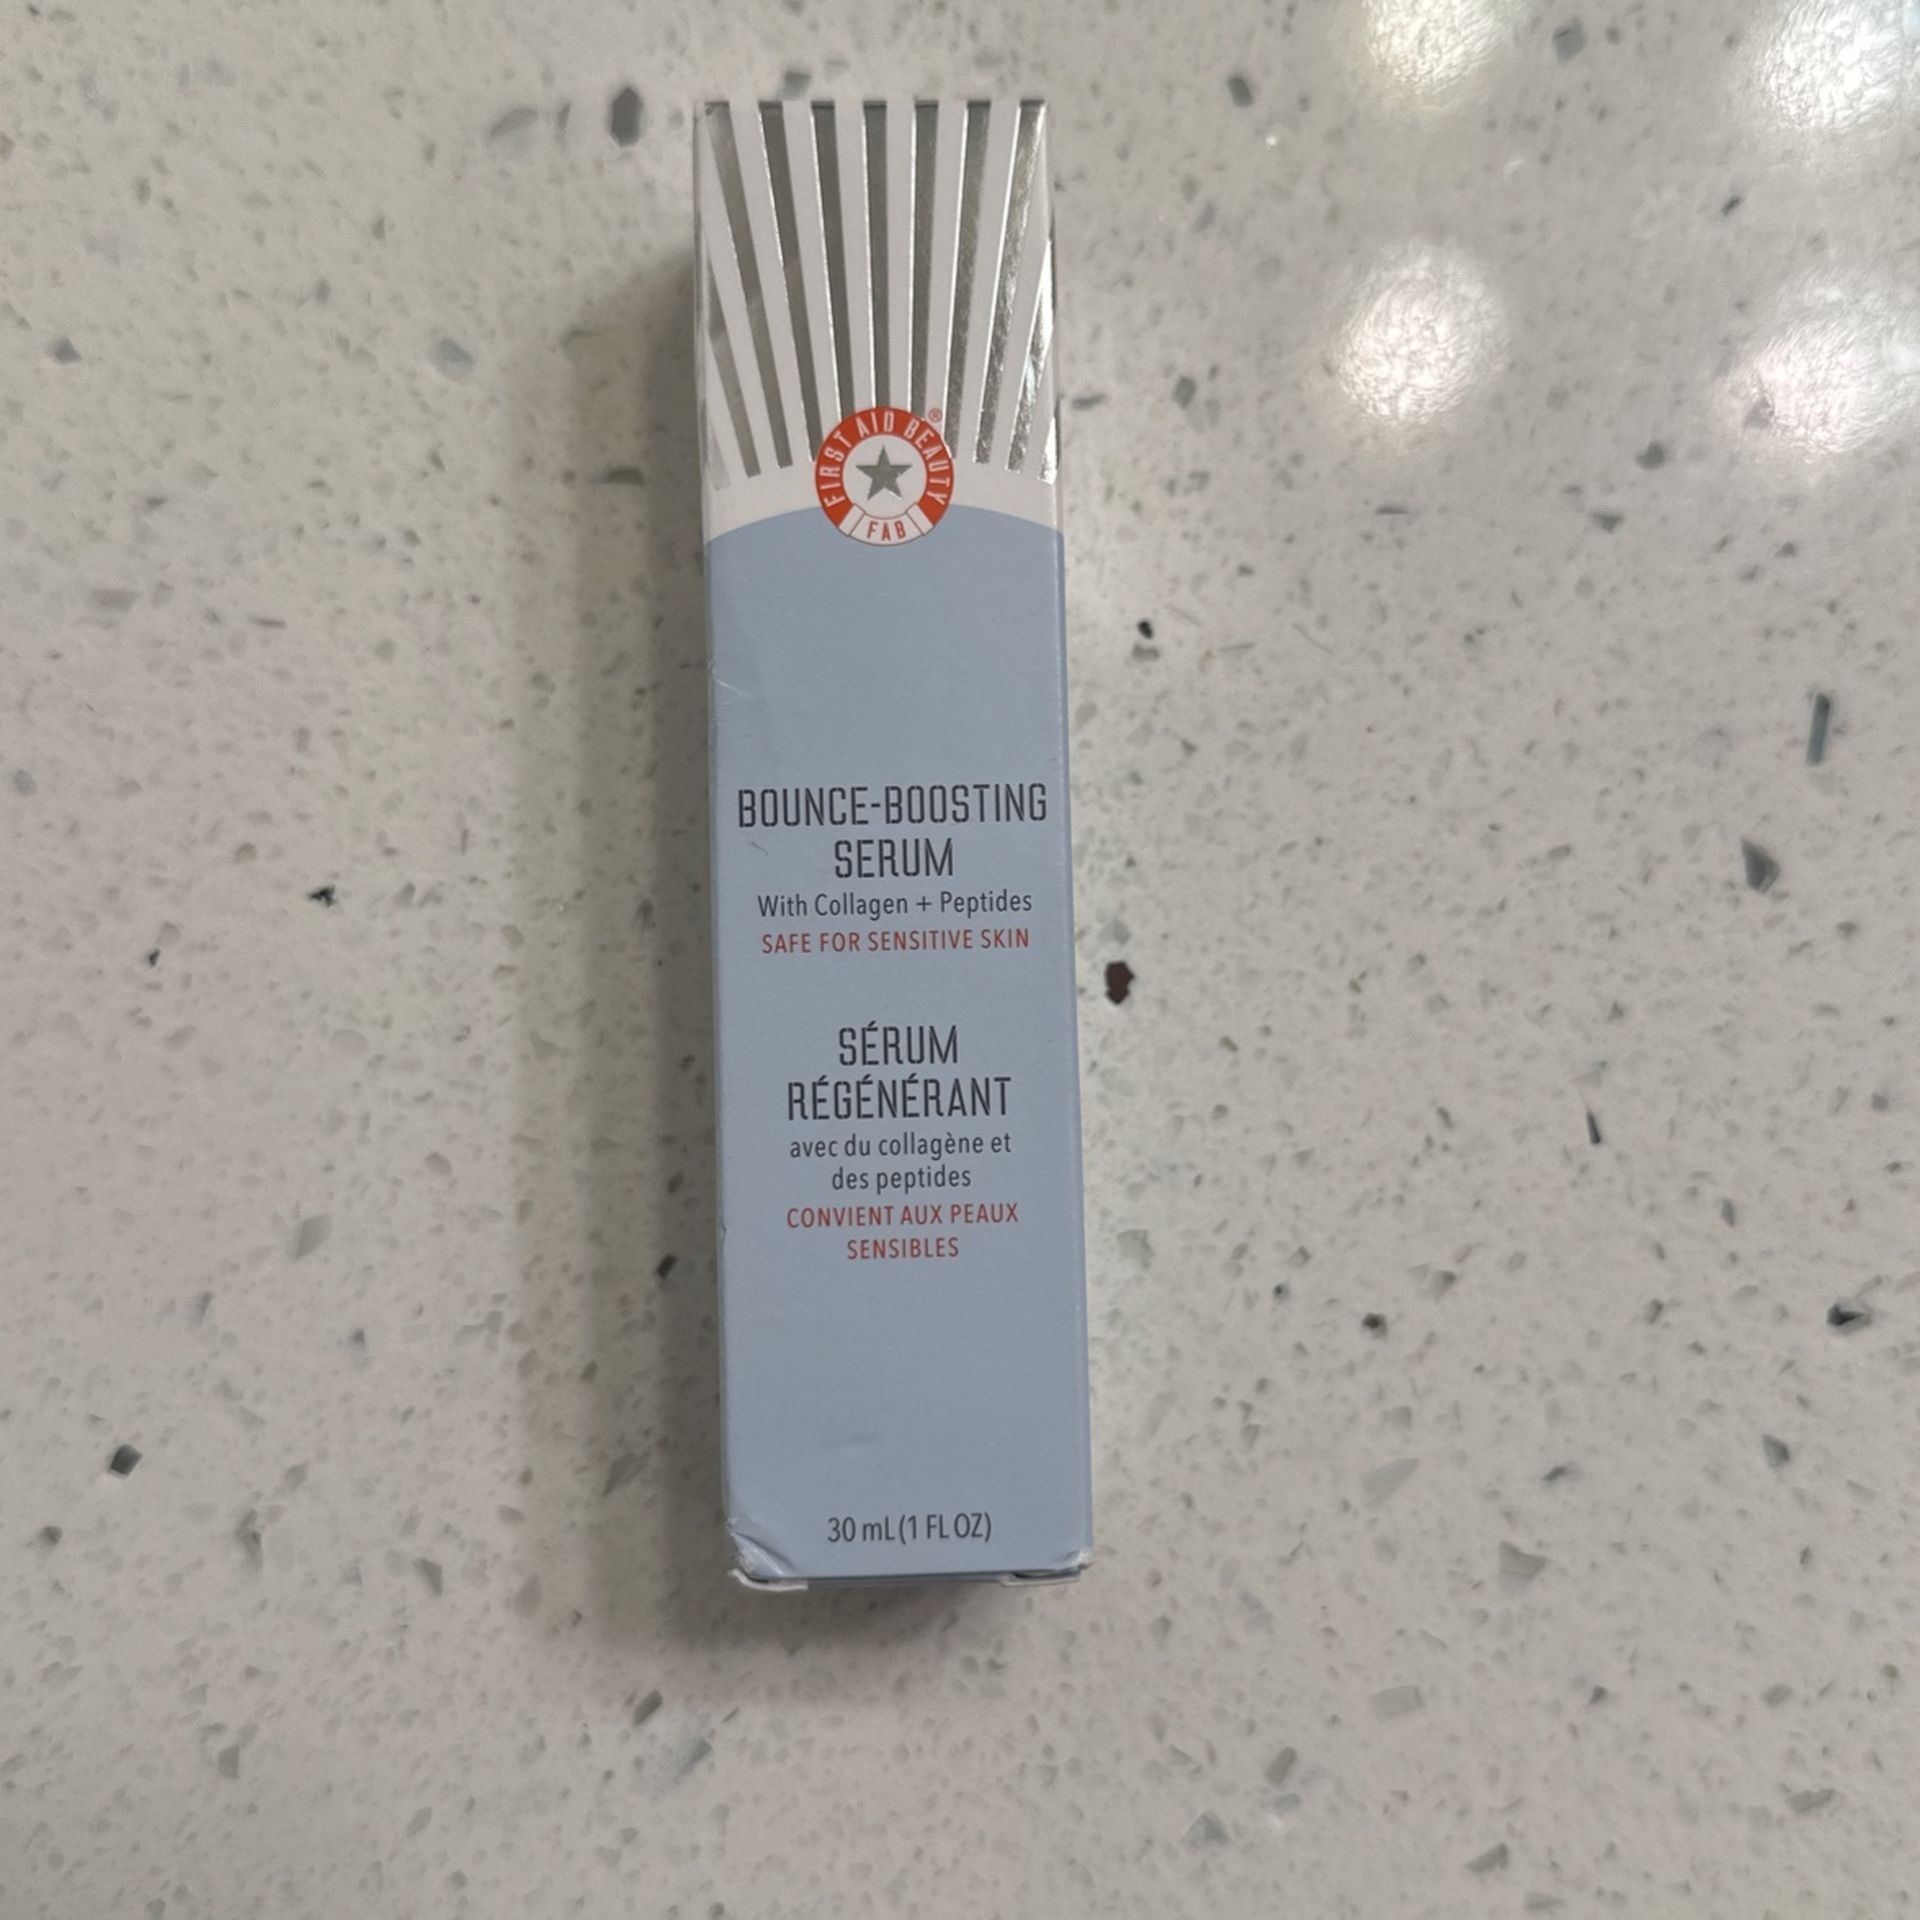 FIRST AID BEAUTY®
FAB
BOUNCE-BOOSTING
SERUM
With Collagen + Peptides
SAFE FOR SENSITIVE SKIN
SÉRUM
RÉGÉNÉRANT
avec du collagène et
des peptides
CONVIENT AUX PEAUX
SENSIBLES
30 mL (1 FL OZ)